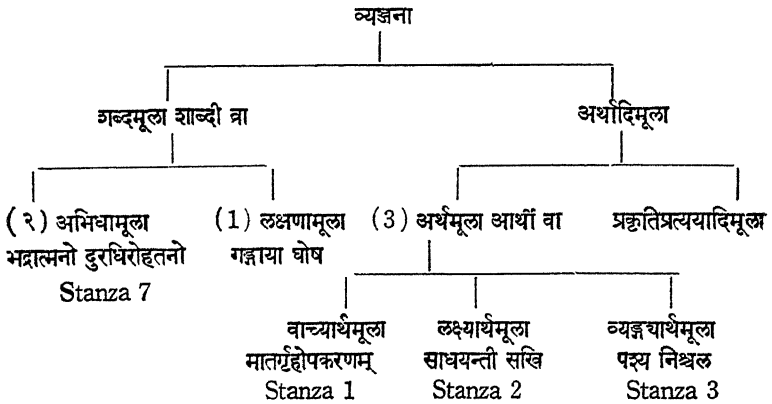 व्यञ्जना
शब्दमूला शाब्दी व्रा अर्थादिमूला
(२) अभिधामूला (1) लक्षणामूला (3) अर्थमूला आर्थी वा प्रकृतिप्रत्ययादिमूला
भद्रात्मनो दुरधिरोहतनो गङ्गाया घोष
Stanza 7
वाच्यार्थमूला लक्ष्यार्थमूला व्यङ्ग्यार्थमूला
मातर्गृहोपकरणम् साधयन्ती सखि पश्य निश्चल
Stanza 1 Stanza 2 Stanza 3